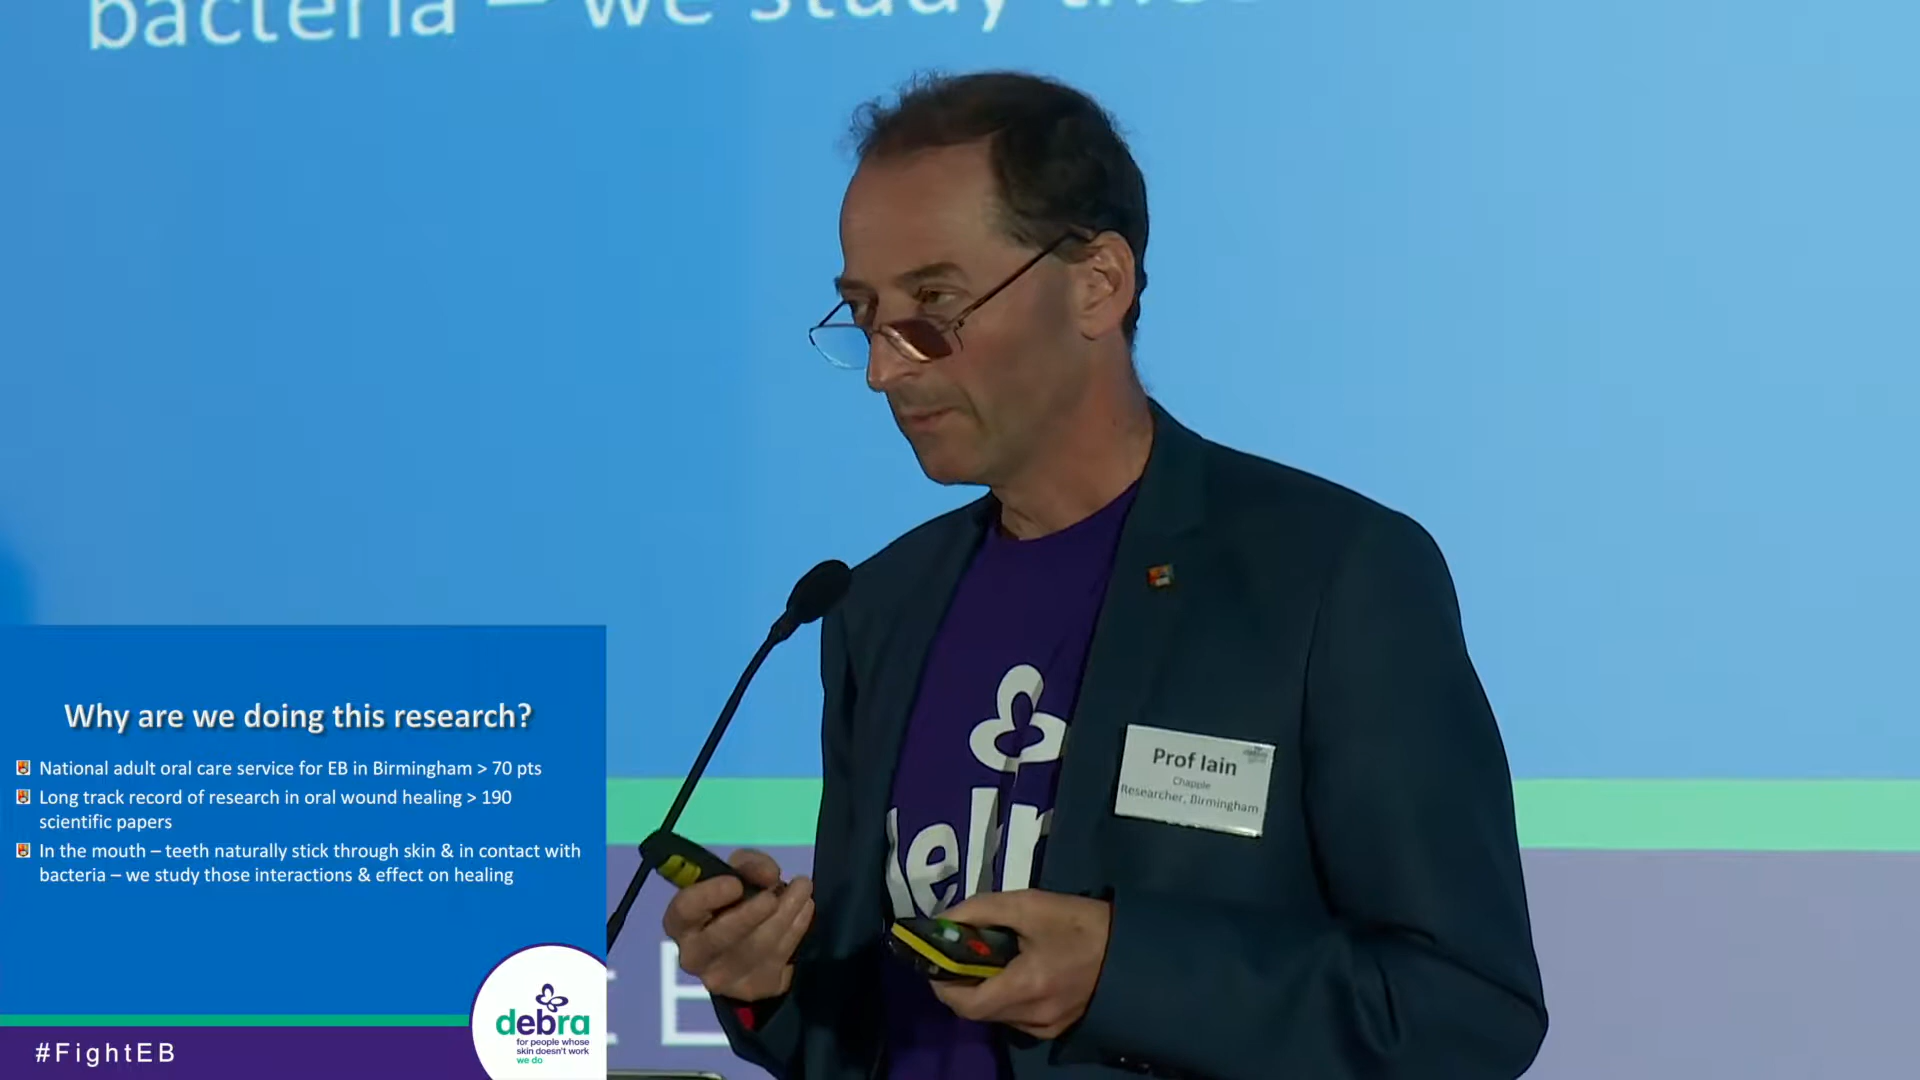 bacteria – we study those
Prof Iain
Chapple
Researcher, Birmingham
debr
E
Why are we doing this research?
National adult oral care service for EB in Birmingham > 70 pts
Long track record of research in oral wound healing > 190
scientific papers
In the mouth – teeth naturally stick through skin & in contact with
bacteria – we study those interactions & effect on healing
#FightEB
debra
for people whose
skin doesn't work
we do